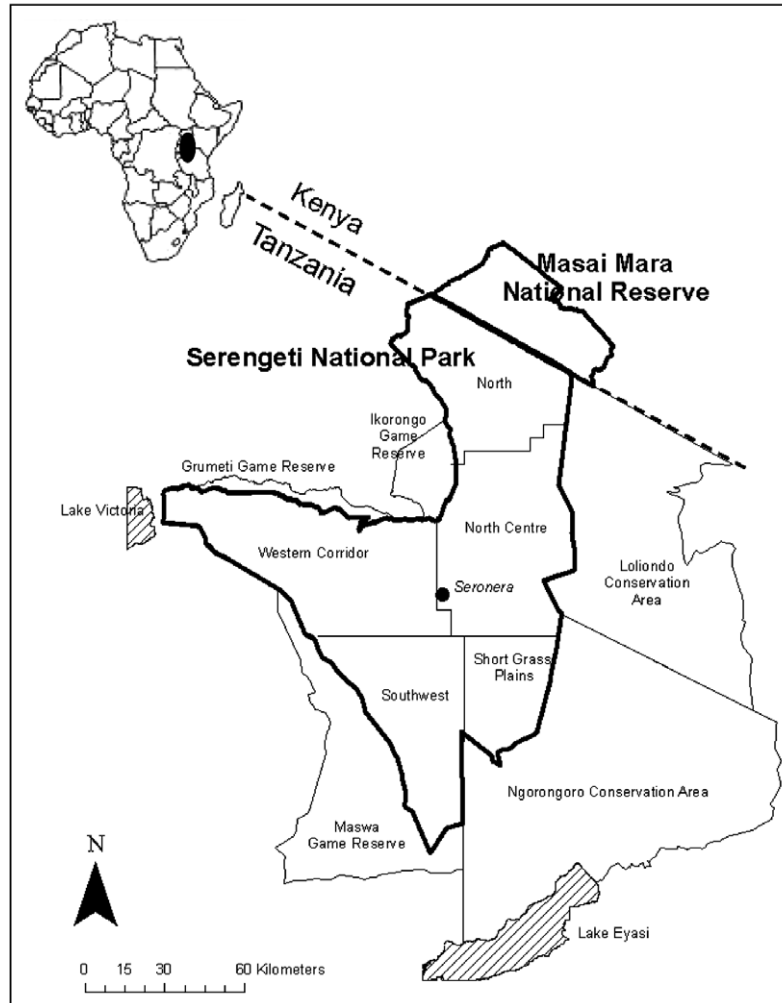 Kenya
Tanzania
Masai Mara
National Reserve
Serengeti National Park
North
Ikorongo
Game
Reserve
Grumeti Game Reserve
Lake Victoria
Western Corridor
North Centre
Seronera
Loliondo
Conservation
Area
Short Grass
Plains
Southwest
Ngorongoro Conservation Area
Maswa
Game Reserve
N
Lake Eyasi
0 15 30 60 Kilometers